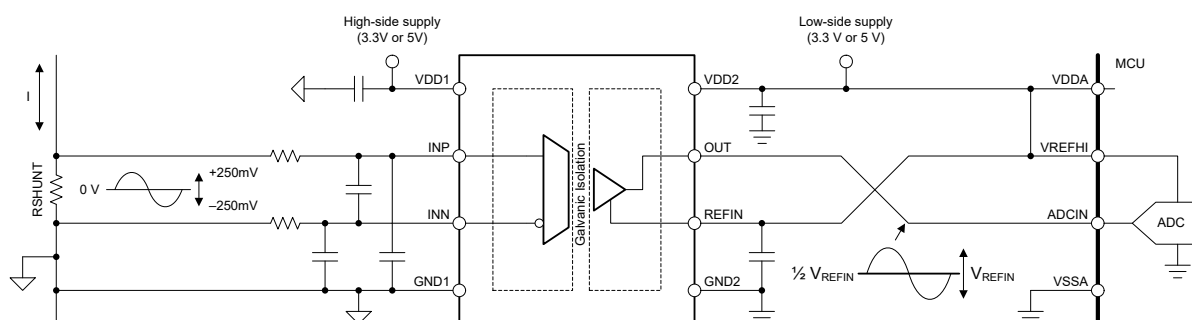 High-side supply
(3.3V or 5V)
Low-side supply
(3.3 V or 5 V)
MCU
VDD1
VDD2
VDDA
I
INP
OUT
VREFHI
RSHUNT
0 V
+250mV
–250mV
Galvanic Isolation
INN
REFIN
ADCIN
ADC
½ VREFIN
VREFIN
GND1
GND2
VSSA